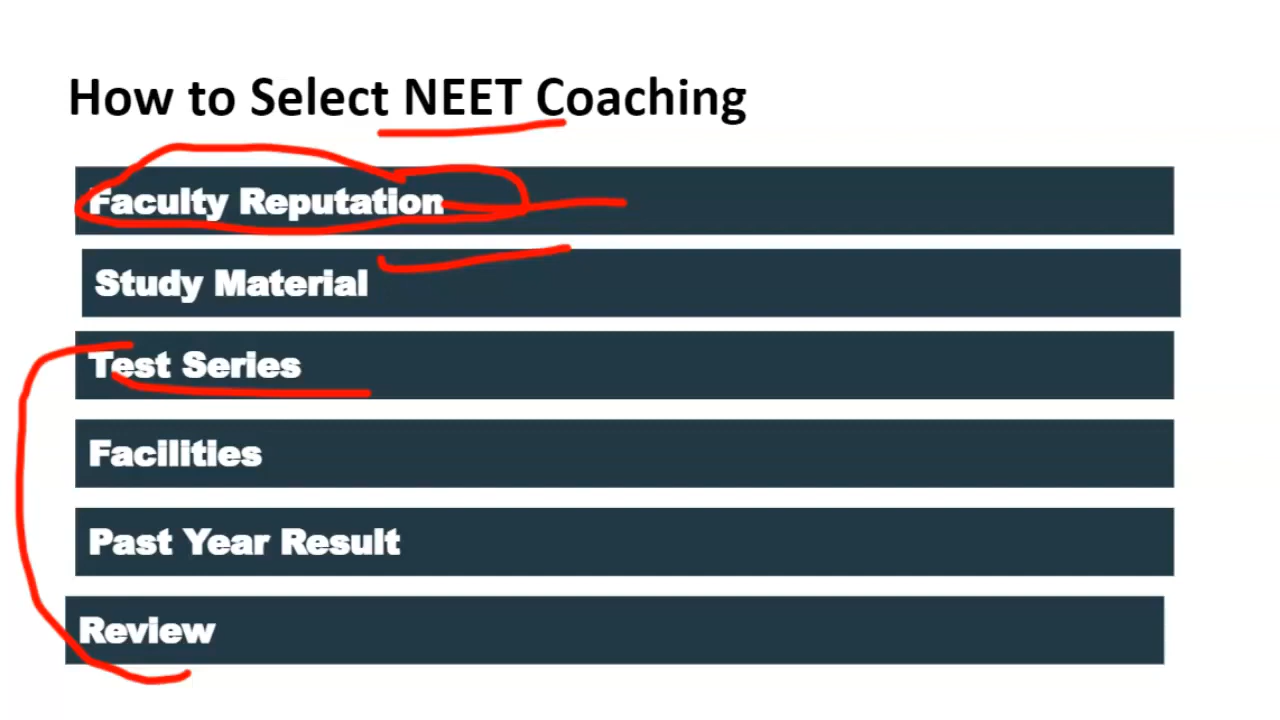 How to Select NEET Coaching
Faculty Reputation
Study Material
Test Series
Facilities
Past Year Result
Review